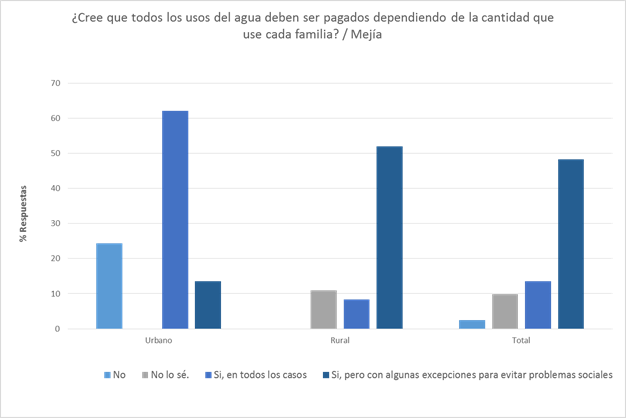 ¿Cree que todos los usos del agua deben ser pagados dependiendo de la cantidad que
use cada familia? / Mejía
70
60
50
40
30
20
10
0
% Respuestas
Urbano
Rural
Total
No
No lo sé.
Si, en todos los casos
Si, pero con algunas excepciones para evitar problemas sociales